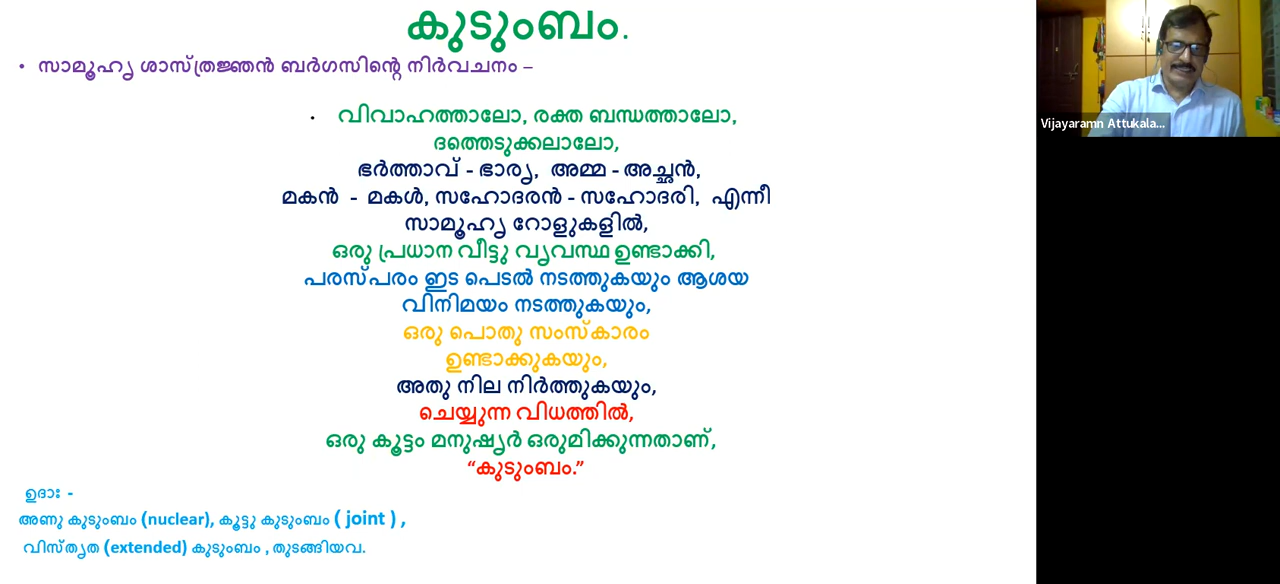 കുടുംബം.
• സാമൂഹ്യ ശാസ്ത്രജ്ഞൻ ബർഗസിന്റെ നിർവചനം –
• വിവാഹത്താലോ, രക്ത ബന്ധത്താലോ,
ദത്തെടുക്കലാലോ,
ഭർത്താവ് - ഭാര്യ, അമ്മ - അച്ഛൻ,
മകൻ - മകൾ, സഹോദരൻ - സഹോദരി, എന്നീ
സാമൂഹ്യ റോളുകളിൽ,
ഒരു പ്രധാന വീട്ടു വ്യവസ്ഥ ഉണ്ടാക്കി,
പരസ്പരം ഇട പെടൽ നടത്തുകയും ആശയ
വിനിമയം നടത്തുകയും,
ഒരു പൊതു സംസ്കാരം
ഉണ്ടാക്കുകയും,
അതു നില നിർത്തുകയും,
ചെയ്യുന്ന വിധത്തിൽ,
ഒരു കൂട്ടം മനുഷ്യർ ഒരുമിക്കുന്നതാണ്,
“കുടുംബം.”
ഉദാഃ -
അണു കുടുംബം (nuclear), കൂട്ടു കുടുംബം ( joint ) ,
വിസ്തൃത (extended) കുടുംബം , തുടങ്ങിയവ.
Vijayaramn Attukala...